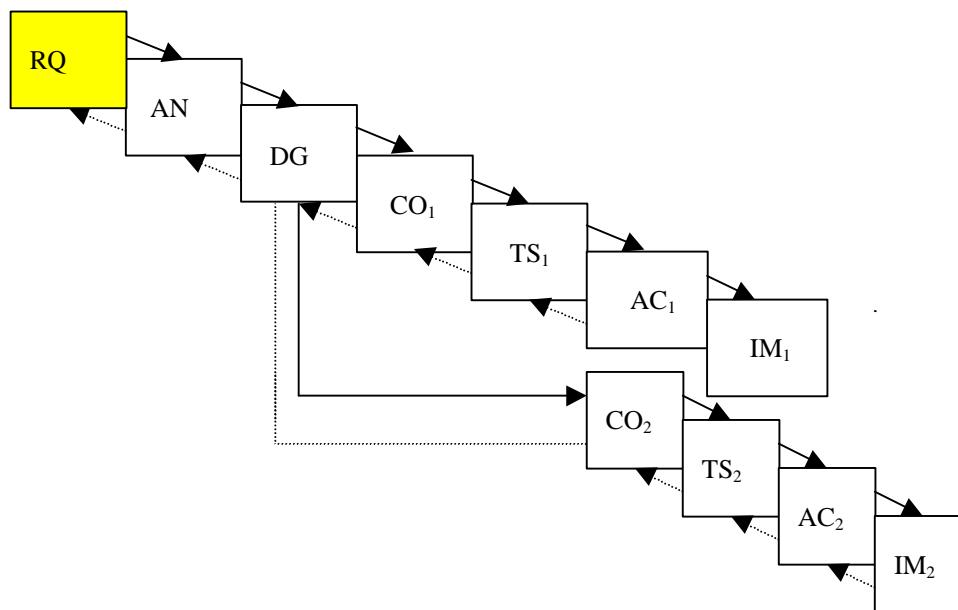 RQ
AN
DG
CO₁
TS₁
AC₁
IM₁
.
CO₂
TS₂
AC₂
IM₂